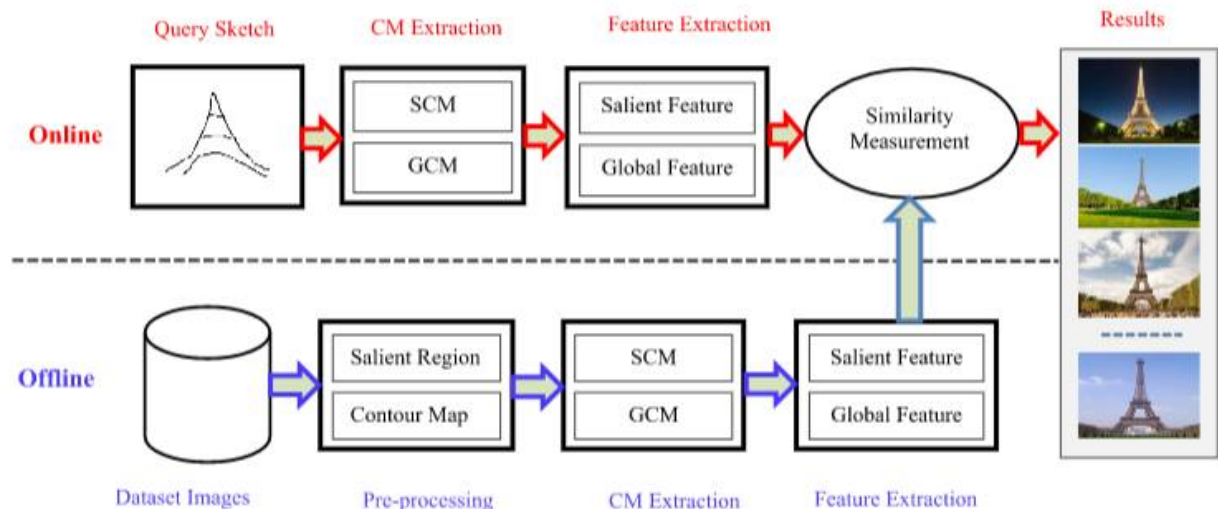 Query Sketch
CM Extraction
Feature Extraction
Results
Online
SCM
GCM
Salient Feature
Global Feature
Similarity
Measurement
Offline
Salient Region
Contour Map
SCM
GCM
Salient Feature
Global Feature
Dataset Images
Pre-processing
CM Extraction
Feature Extraction